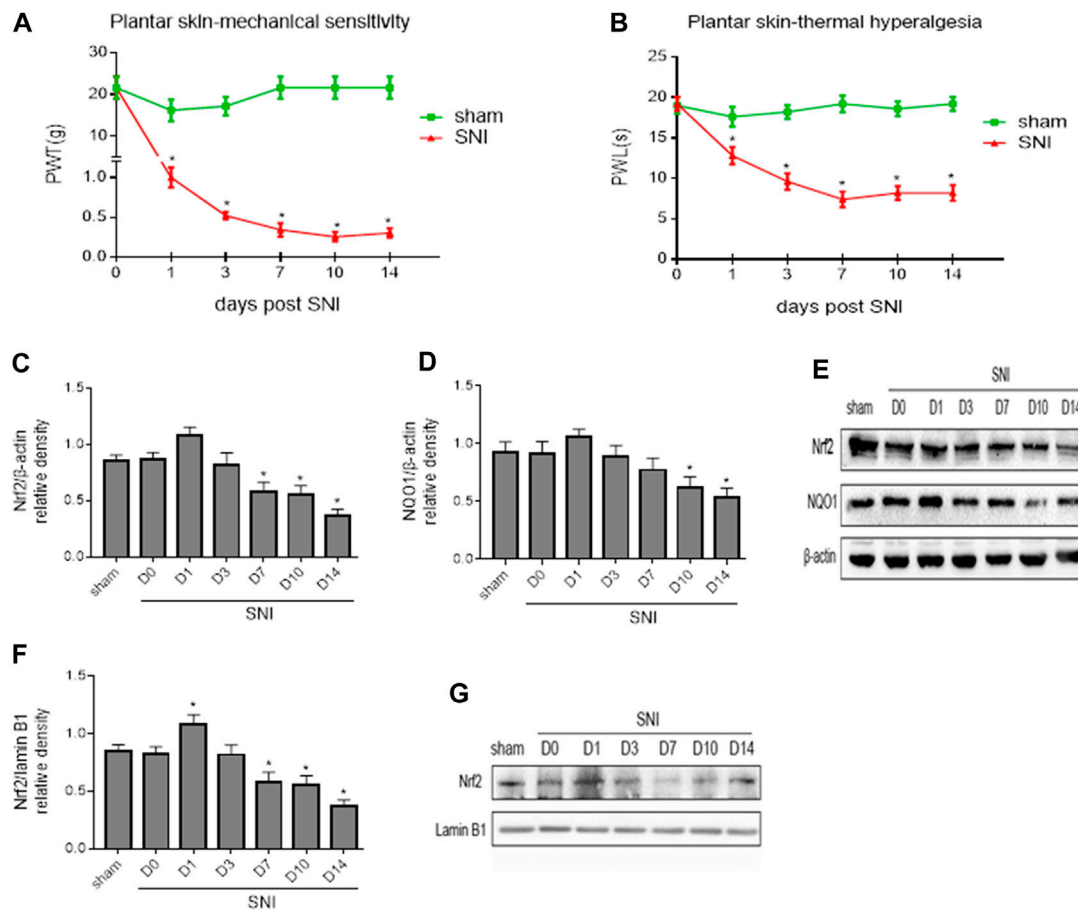 A
Plantar skin-mechanical sensitivity
30
20
10
1.0
0.5
0.0
PWT(g)
0 1 3 7 10 14
days post SNI
sham
SNI
* * * * *
B
Plantar skin-thermal hyperalgesia
25
20
15
10
5
0
PWL(s)
0 1 3 7 10 14
days post SNI
sham
SNI
* * * * *
C
1.5
1.0
0.5
0.0
Nrf2/β-actin
relative density
* * *
sham D0 D1 D3 D7 D10 D14
SNI
D
1.5
1.0
0.5
0.0
NQO1/β-actin
relative density
* *
sham D0 D1 D3 D7 D10 D14
SNI
E
SNI
sham D0 D1 D3 D7 D10 D14
Nrf2
NQO1
β-actin
F
1.5
1.0
0.5
0.0
Nrf2/lamin B1
relative density
* * * *
sham D0 D1 D3 D7 D10 D14
SNI
G
SNI
sham D0 D1 D3 D7 D10 D14
Nrf2
Lamin B1